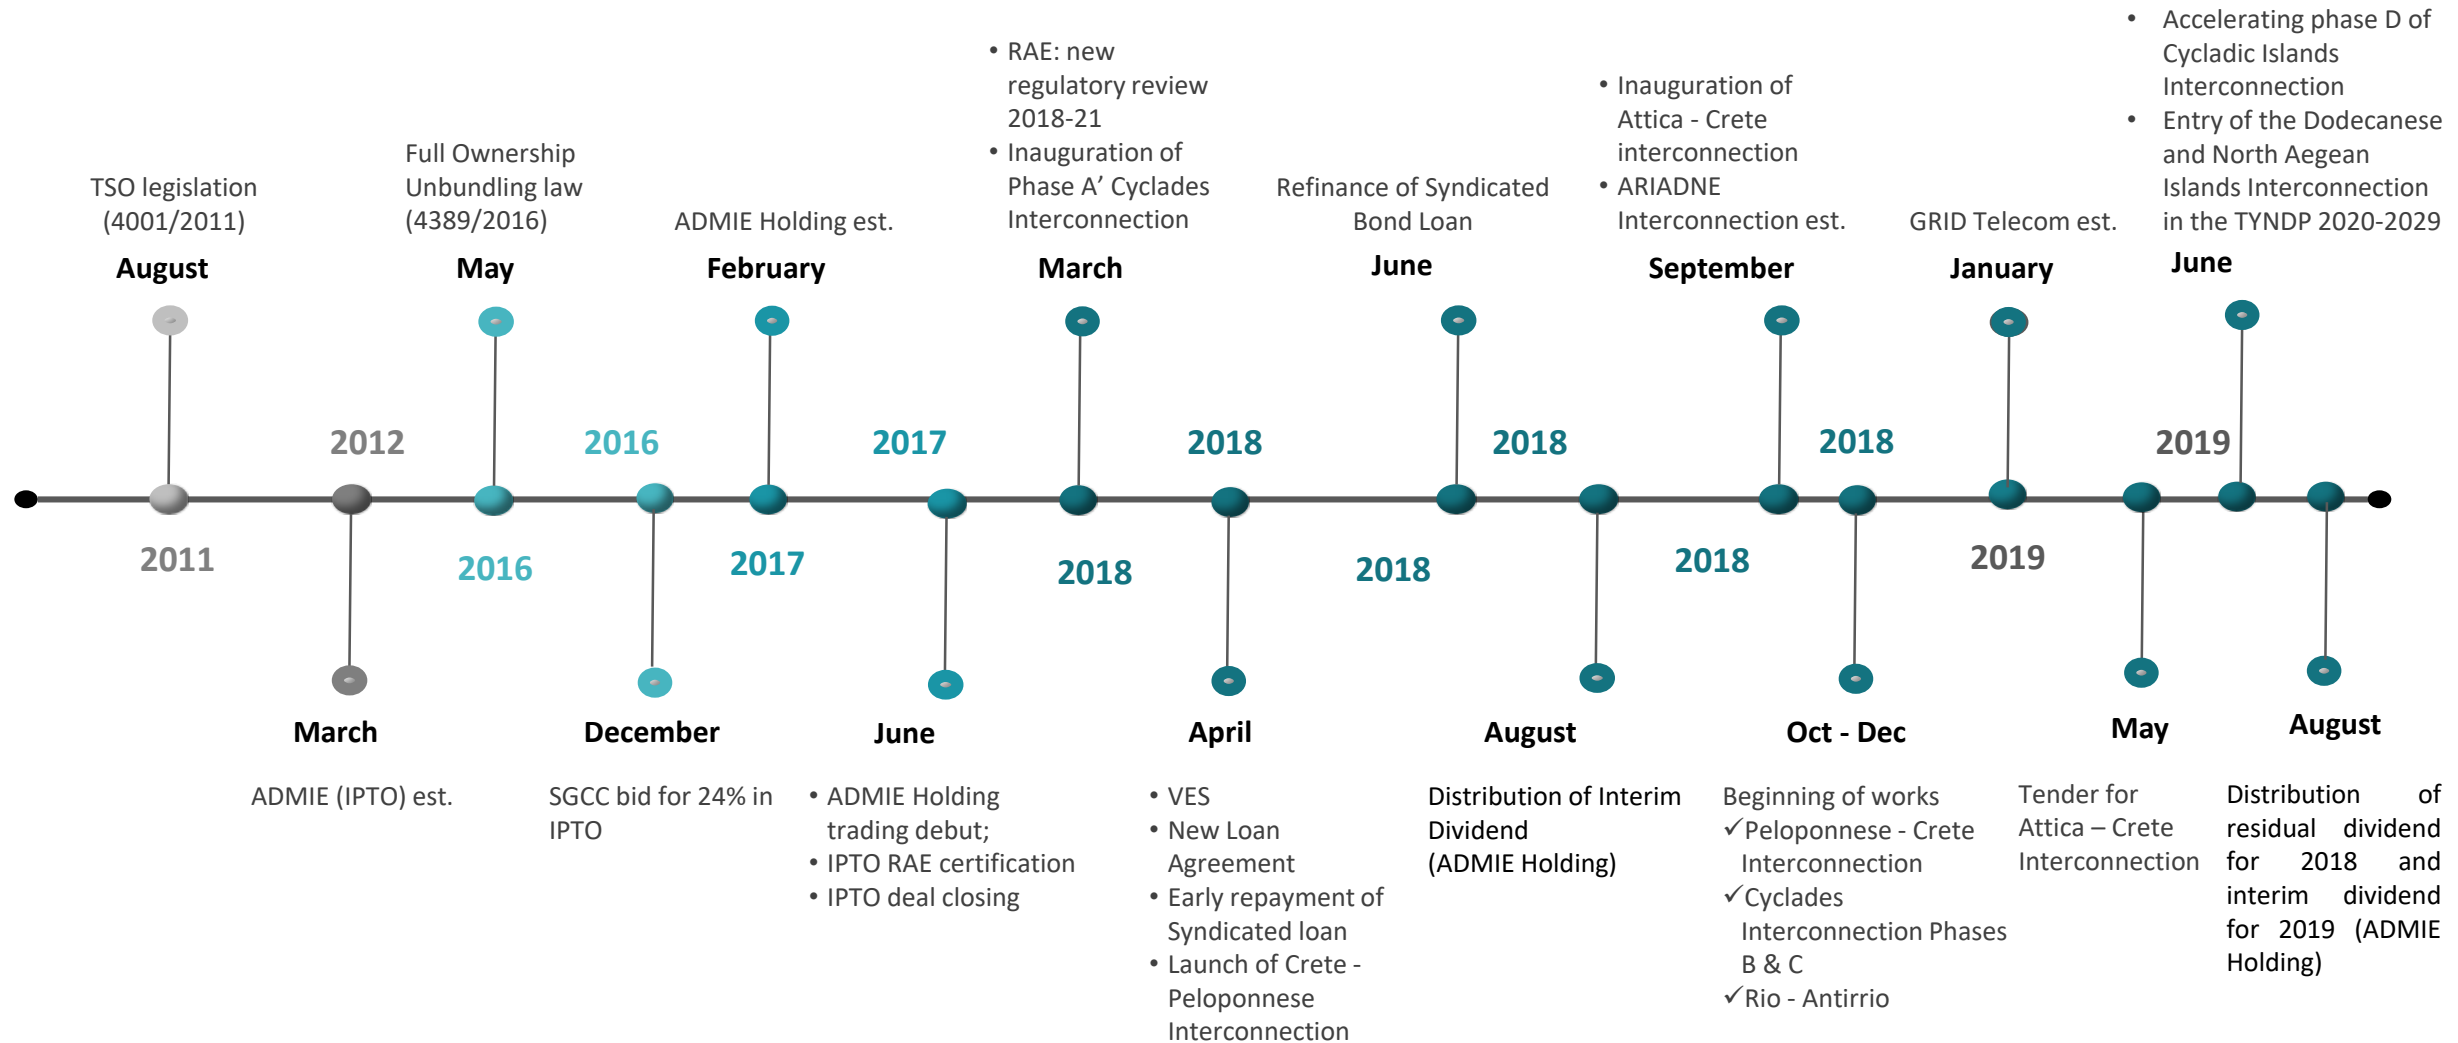 TSO legislation
(4001/2011)
August
2011
2012
March
ADMIE (IPTO) est.
Full Ownership
Unbundling law
(4389/2016)
May
2016
2016
December
SGCC bid for 24% in
IPTO
ADMIE Holding est.
February
2017
2017
June
• ADMIE Holding
trading debut;
• IPTO RAE certification
• IPTO deal closing
• RAE: new
regulatory review
2018-21
• Inauguration of
Phase A’ Cyclades
Interconnection
March
2018
2018
April
• VES
• New Loan
Agreement
• Early repayment of
Syndicated loan
• Launch of Crete -
Peloponnese
Interconnection
Refinance of Syndicated
Bond Loan
June
2018
2018
August
Distribution of Interim
Dividend
(ADMIE Holding)
• Inauguration of
Attica - Crete
interconnection
• ARIADNE
Interconnection est.
September
2018
2018
Oct - Dec
Beginning of works
✓Peloponnese - Crete
Interconnection
✓Cyclades
Interconnection Phases
B & C
✓Rio - Antirrio
GRID Telecom est.
January
2019
May
Tender for
Attica – Crete
Interconnection
• Accelerating phase D of
Cycladic Islands
Interconnection
• Entry of the Dodecanese
and North Aegean
Islands Interconnection
in the TYNDP 2020-2029
June
2019
August
Distribution of
residual dividend
for 2018 and
interim dividend
for 2019 (ADMIE
Holding)